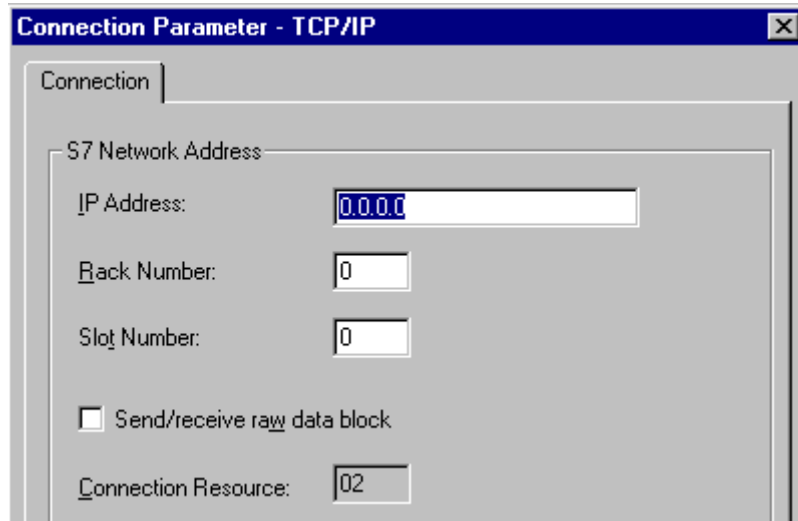 Connection Parameter - TCP/IP
Connection
S7 Network Address
IP Address: 0.0.0.0
Rack Number: 0
Slot Number: 0
Send/receive raw data block
Connection Resource: 02